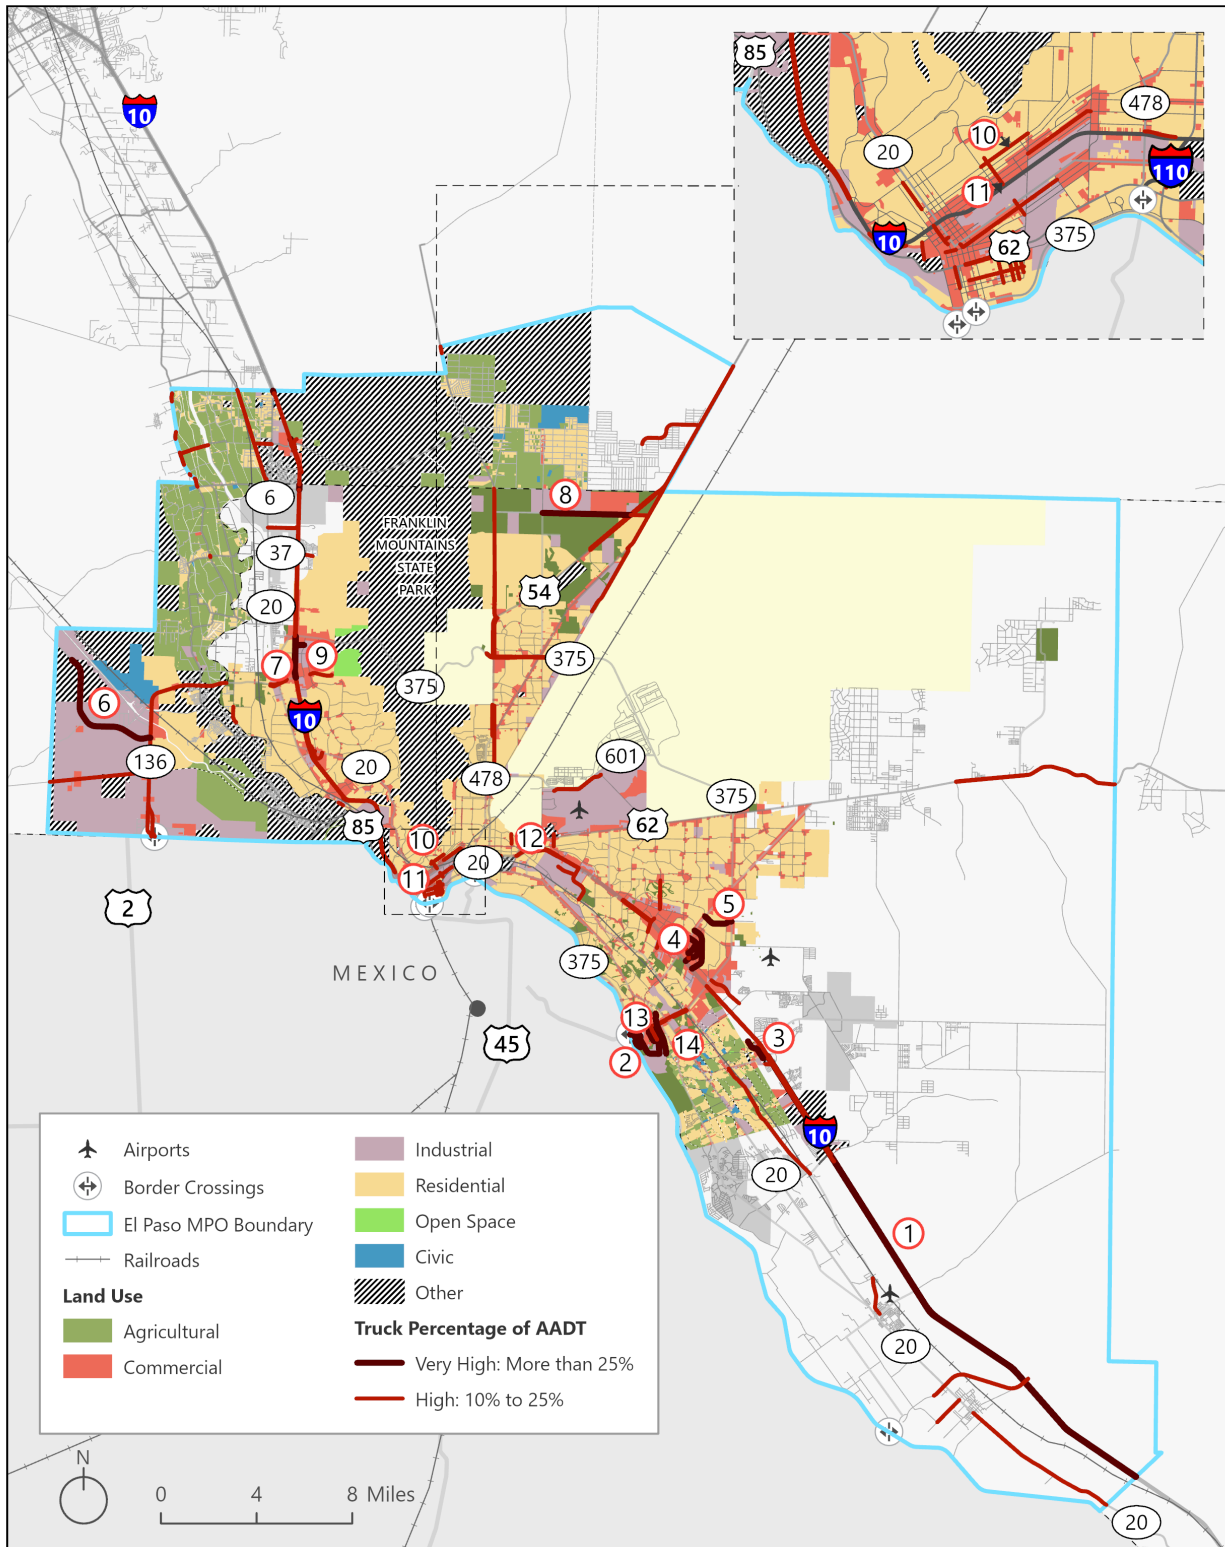 85
478
10
20
10
11
110
10
62
375
6
8
FRANKLIN
MOUNTAINS
STATE
PARK
37
54
20
7
9
375
375
6
10
136
20
601
478
375
85
62
10
12
20
11
2
5
4
375
MEXICO
13
45
14
3
2
10
20
1
20
20
Airports
Border Crossings
El Paso MPO Boundary
Railroads
Land Use
Agricultural
Commercial
Industrial
Residential
Open Space
Civic
Other
Truck Percentage of AADT
Very High: More than 25%
High: 10% to 25%
N
0 4 8 Miles